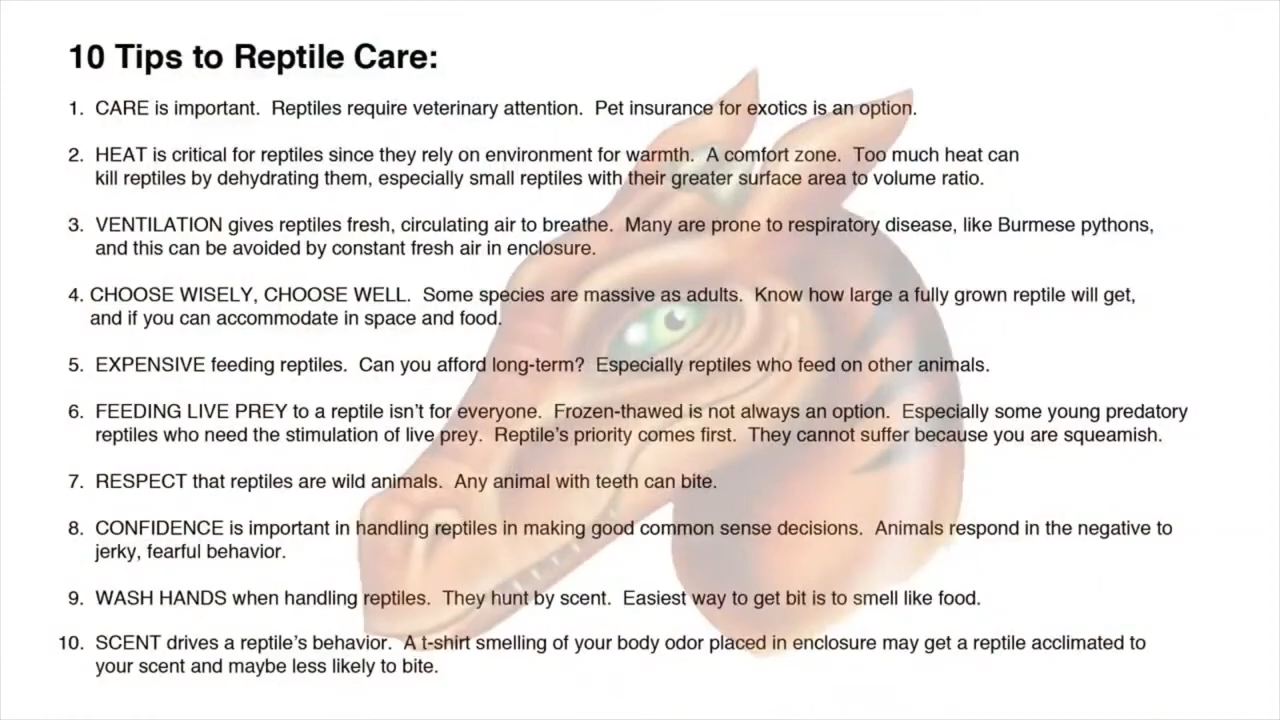 10 Tips to Reptile Care:
1. CARE is important. Reptiles require veterinary attention. Pet insurance for exotics is an option.
2. HEAT is critical for reptiles since they rely on environment for warmth. A comfort zone. Too much heat can
kill reptiles by dehydrating them, especially small reptiles with their greater surface area to volume ratio.
3. VENTILATION gives reptiles fresh, circulating air to breathe. Many are prone to respiratory disease, like Burmese pythons,
and this can be avoided by constant fresh air in enclosure.
4. CHOOSE WISELY, CHOOSE WELL. Some species are massive as adults. Know how large a fully grown reptile will get,
and if you can accommodate in space and food.
5. EXPENSIVE feeding reptiles. Can you afford long-term? Especially reptiles who feed on other animals.
6. FEEDING LIVE PREY to a reptile isn't for everyone. Frozen-thawed is not always an option. Especially some young predatory
reptiles who need the stimulation of live prey. Reptile's priority comes first. They cannot suffer because you are squeamish.
7. RESPECT that reptiles are wild animals. Any animal with teeth can bite.
8. CONFIDENCE is important in handling reptiles in making good common sense decisions. Animals respond in the negative to
jerky, fearful behavior.
9. WASH HANDS when handling reptiles. They hunt by scent. Easiest way to get bit is to smell like food.
10. SCENT drives a reptile's behavior. A t-shirt smelling of your body odor placed in enclosure may get a reptile acclimated to
your scent and maybe less likely to bite.